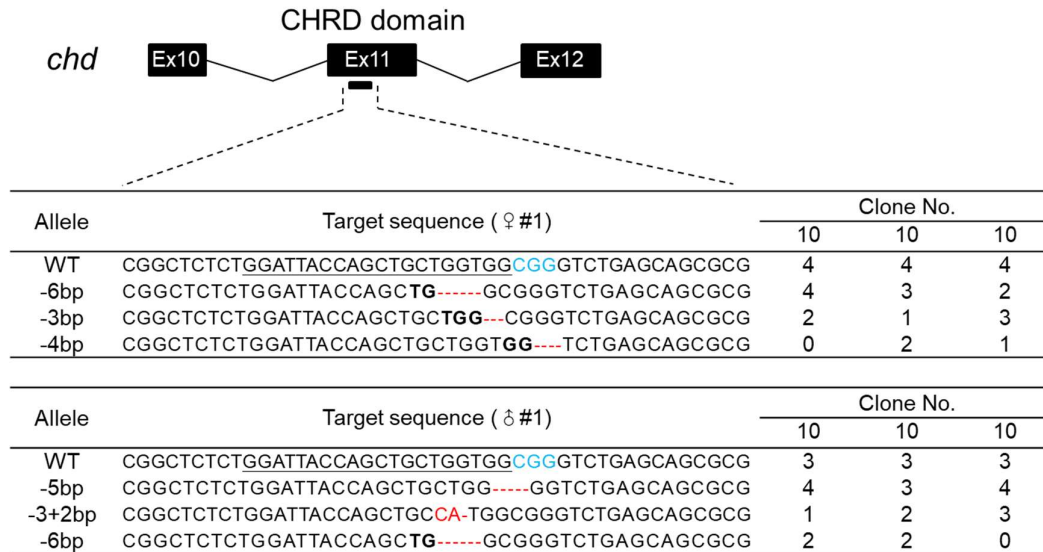 CHRD domain
chd Ex10 Ex11 Ex12
Allele Target sequence (♀#1) Clone No.
10 10 10
WT CGGCTCTCTGGATTACCAGCTGCTGGTGGCGGGTCTGAGCAGCGCG 4 4 4
-6bp CGGCTCTCTGGATTACCAGCTG------GCGGGTCTGAGCAGCGCG 4 3 2
-3bp CGGCTCTCTGGATTACCAGCTGCTGG---CGGGTCTGAGCAGCGCG 2 1 3
-4bp CGGCTCTCTGGATTACCAGCTGCTGGTGG----TCTGAGCAGCGCG 0 2 1
Allele Target sequence (♂#1) Clone No.
10 10 10
WT CGGCTCTCTGGATTACCAGCTGCTGGTGGCGGGTCTGAGCAGCGCG 3 3 3
-5bp CGGCTCTCTGGATTACCAGCTGCTGG-----GGTCTGAGCAGCGCG 4 3 4
-3+2bp CGGCTCTCTGGATTACCAGCTGCCA-TGGCGGGTCTGAGCAGCGCG 1 2 3
-6bp CGGCTCTCTGGATTACCAGCTG------GCGGGTCTGAGCAGCGCG 2 2 0